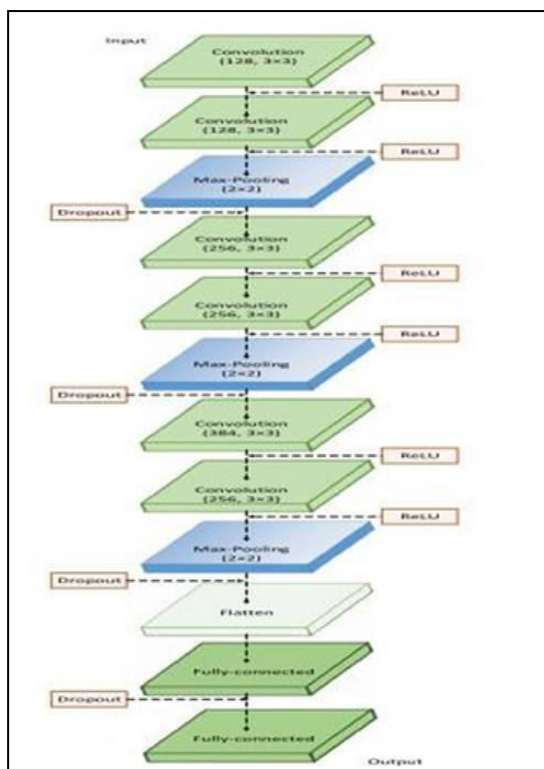 Input
Convolution
(128, 3×3)
ReLU
Convolution
(128, 3×3)
ReLU
Max-Pooling
(2×2)
Dropout
Convolution
(256, 3×3)
ReLU
Convolution
(256, 3×3)
ReLU
Max-Pooling
(2×2)
Dropout
Convolution
(384, 3×3)
ReLU
Convolution
(256, 3×3)
ReLU
Max-Pooling
(2×2)
Dropout
Flatten
Fully-connected
Dropout
Fully-connected
Output